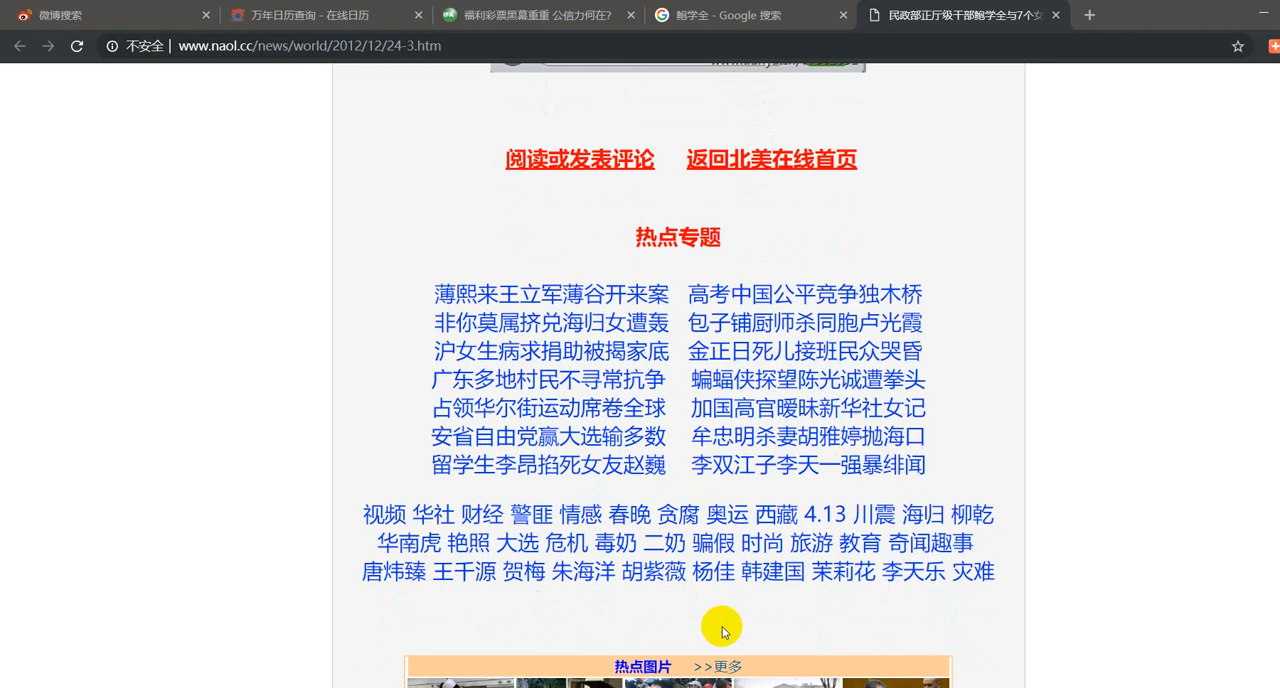 微博搜索
万年日历查询 - 在线日历
福利彩票黑幕重重 公信力何在?
鲍学全 - Google 搜索
民政部正厅级干部鲍学全与7个女
不安全 | www.naol.cc/news/world/2012/12/24-3.htm
阅读或发表评论 返回北美在线首页
热点专题
薄熙来王立军薄谷开来案 高考中国公平竞争独木桥
非你莫属挤兑海归女遭轰 包子铺厨师杀同胞卢光霞
沪女生病求捐助被揭家底 金正日死儿接班民众哭昏
广东多地村民不寻常抗争 蝙蝠侠探望陈光诚遭拳头
占领华尔街运动席卷全球 加国高官暧昧新华社女记
安省自由党赢大选输多数 牟忠明杀妻胡雅婷抛海口
留学生李昂掐死女友赵巍 李双江子李天一强暴绯闻
视频 华社 财经 警匪 情感 春晚 贪腐 奥运 西藏 4.13 川震 海归 柳乾
华南虎 艳照 大选 危机 毒奶 二奶 骗假 时尚 旅游 教育 奇闻趣事
唐炜臻 王千源 贺梅 朱海洋 胡紫薇 杨佳 韩建国 茉莉花 李天乐 灾难
热点图片 >>更多